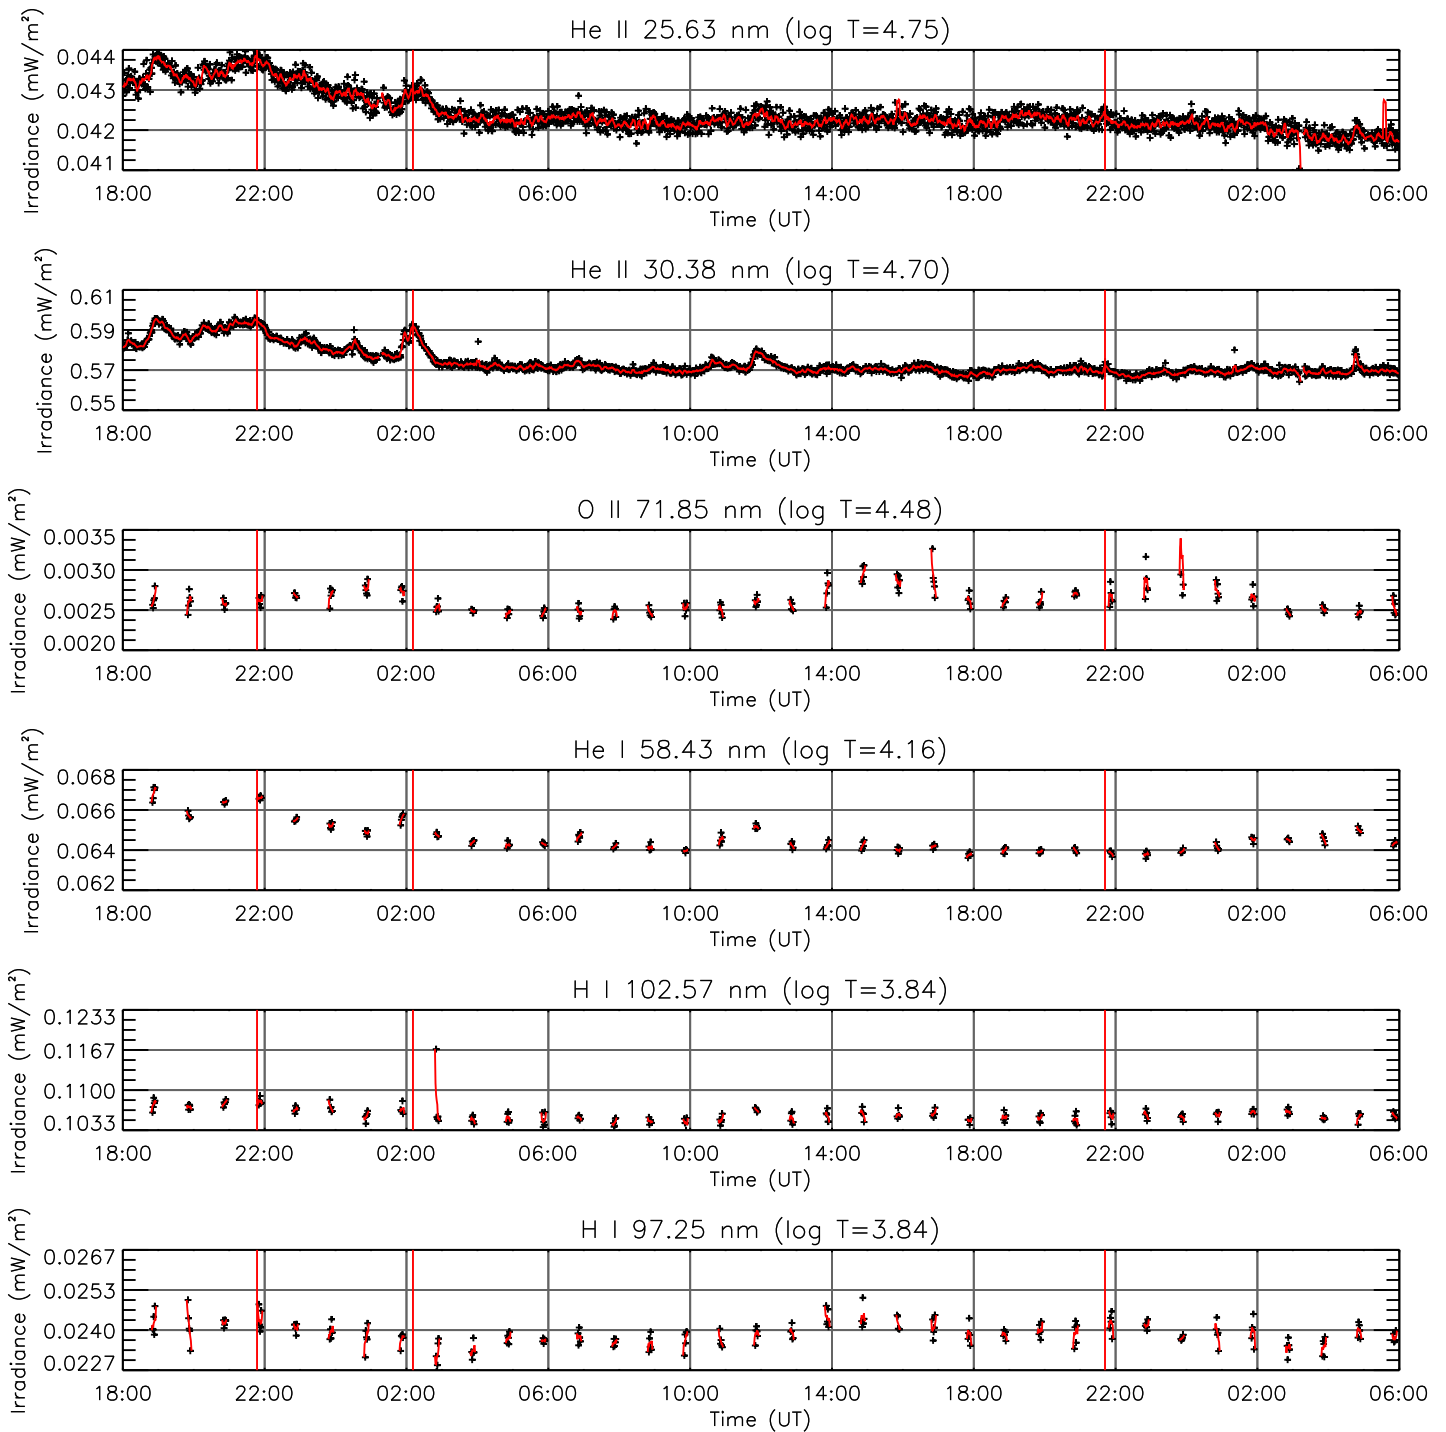 He II 25.63 nm (log T=4.75)
Irradiance (mW/m²)
0.044
0.043
0.042
0.041
18:00 22:00 02:00 06:00 10:00 14:00 18:00 22:00 02:00 06:00
Time (UT)
He II 30.38 nm (log T=4.70)
Irradiance (mW/m²)
0.61
0.59
0.57
0.55
18:00 22:00 02:00 06:00 10:00 14:00 18:00 22:00 02:00 06:00
Time (UT)
O II 71.85 nm (log T=4.48)
Irradiance (mW/m²)
0.0035
0.0030
0.0025
0.0020
18:00 22:00 02:00 06:00 10:00 14:00 18:00 22:00 02:00 06:00
Time (UT)
He I 58.43 nm (log T=4.16)
Irradiance (mW/m²)
0.068
0.066
0.064
0.062
18:00 22:00 02:00 06:00 10:00 14:00 18:00 22:00 02:00 06:00
Time (UT)
H I 102.57 nm (log T=3.84)
Irradiance (mW/m²)
0.1233
0.1167
0.1100
0.1033
18:00 22:00 02:00 06:00 10:00 14:00 18:00 22:00 02:00 06:00
Time (UT)
H I 97.25 nm (log T=3.84)
Irradiance (mW/m²)
0.0267
0.0253
0.0240
0.0227
18:00 22:00 02:00 06:00 10:00 14:00 18:00 22:00 02:00 06:00
Time (UT)